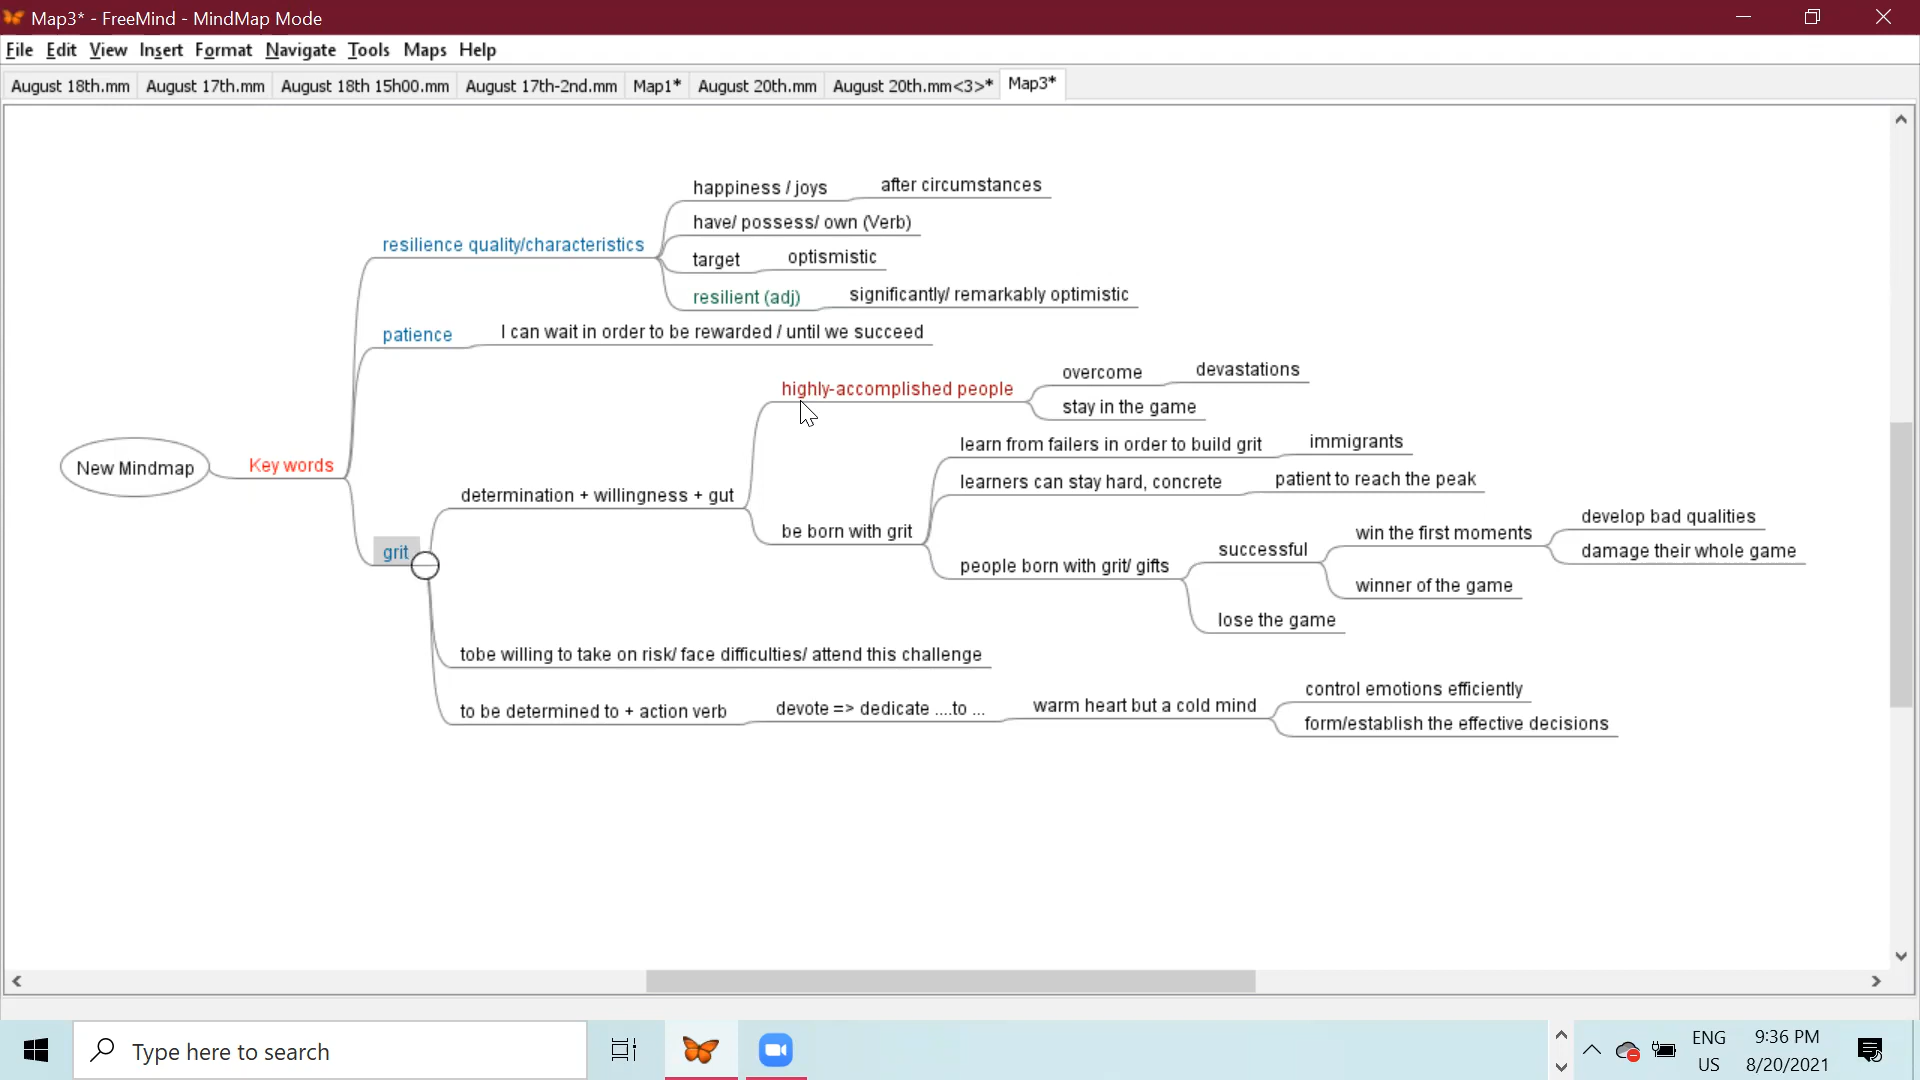 Map3* - FreeMind - MindMap Mode
File Edit View Insert Format Navigate Tools Maps Help
August 18th.mm August 17th.mm August 18th 15h00.mm August 17th-2nd.mm Map1* August 20th.mm August 20th.mm<3>* Map3*
happiness / joys after circumstances
have/ possess/ own (Verb)
resilience quality/characteristics
target optismistic
resilient (adj) significantly/ remarkably optimistic
patience I can wait in order to be rewarded / until we succeed
overcome devastations
highly-accomplished people
stay in the game
learn from failers in order to build grit immigrants
New Mindmap Key words
learners can stay hard, concrete patient to reach the peak
determination + willingness + gut
develop bad qualities
be born with grit
win the first moments
successful
damage their whole game
grit
people born with grit/ gifts
winner of the game
lose the game
tobe willing to take on risk/ face difficulties/ attend this challenge
control emotions efficiently
to be determined to + action verb devote => dedicate ....to ... warm heart but a cold mind
form/establish the effective decisions
Type here to search
ENG
US
9:36 PM
8/20/2021